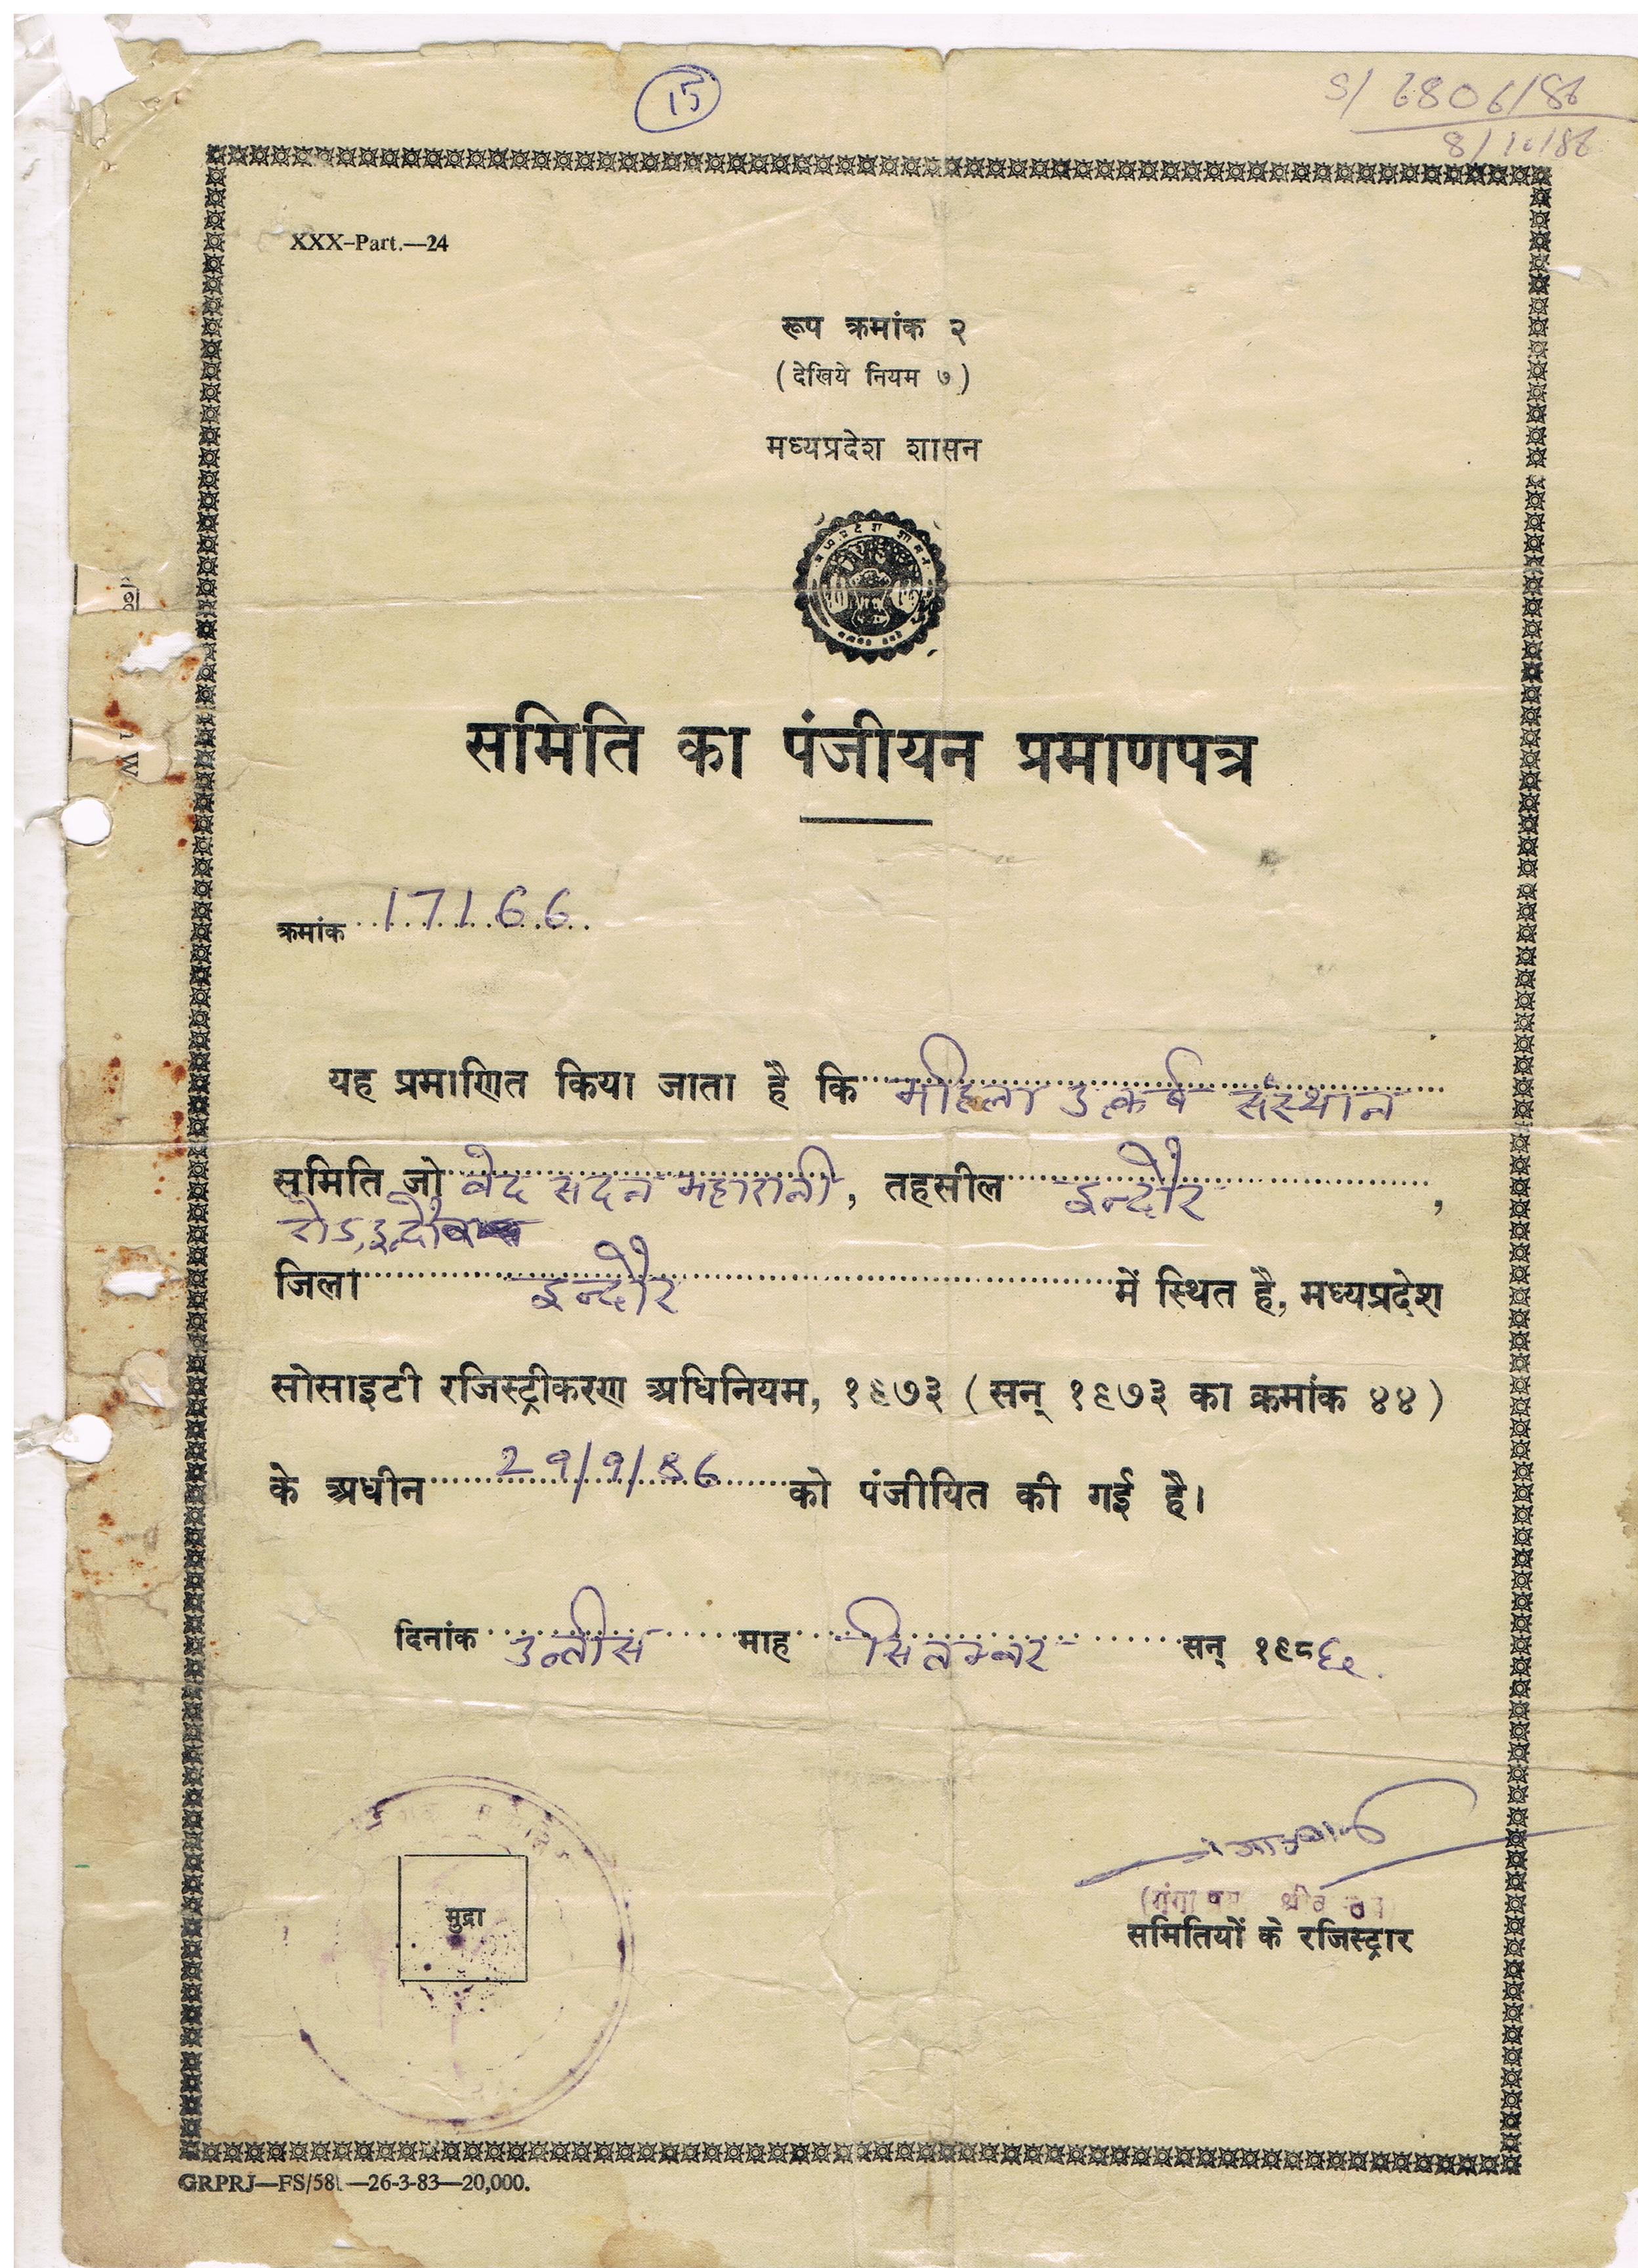 15
S/ 6806/86
8/10/86
XXX-Part.—24
रूप क्रमांक २
( देखिये नियम ७ )
मध्यप्रदेश शासन
समिति का पंजीयन प्रमाणपत्र
क्रमांक 17166
यह प्रमाणित किया जाता है कि महिला उत्कर्ष संस्थान
समिति जो वेद सदन महारानी, तहसील इन्दौर,
रोड, इन्दौर
जिला इन्दौर में स्थित है, मध्यप्रदेश
सोसाइटी रजिस्ट्रीकरण अधिनियम, १९७३ ( सन् १९७३ का क्रमांक ४४ )
के अधीन 29/9/86 को पंजीयित की गई है।
दिनांक उन्तीस माह सितम्बर सन् १९८६.
मुद्रा
समितियों के रजिस्ट्रार
GRPRJ—FS/581—26-3-83—20,000.